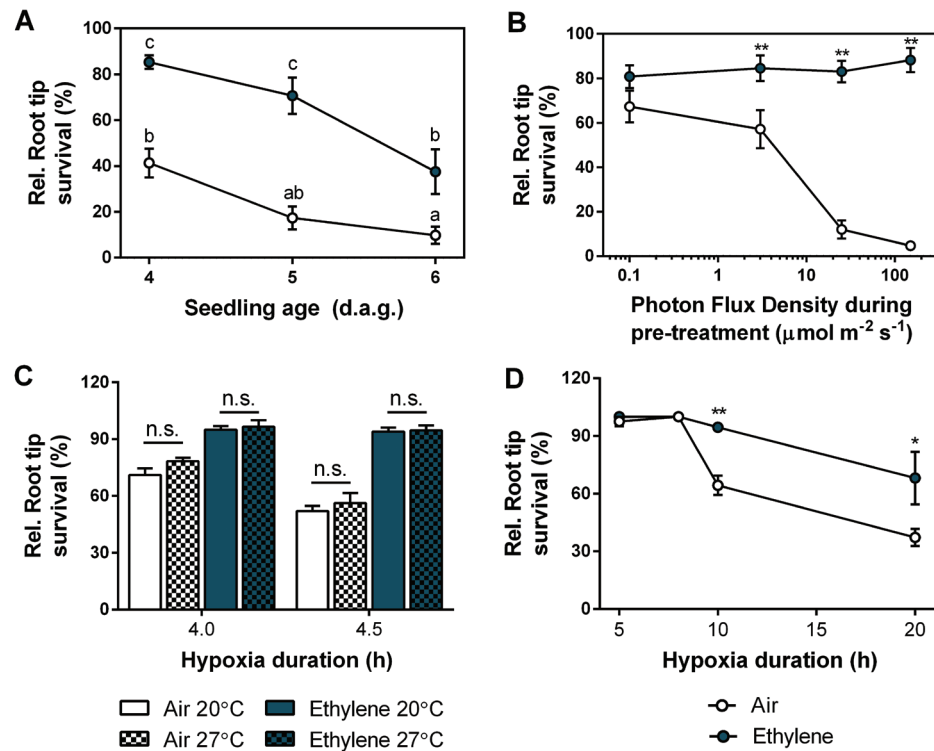 A
Rel. Root tip
survival (%)
100
80
60
40
20
0
c
c
b
b
ab
a
4
5
6
Seedling age (d.a.g.)
B
Rel. Root tip
survival (%)
100
80
60
40
20
0
**
**
**
0.1
1
10
100
Photon Flux Density during
pre-treatment (µmol m⁻² s⁻¹)
C
Rel. Root tip
survival (%)
120
90
60
30
0
n.s.
n.s.
n.s.
n.s.
4.0
4.5
Hypoxia duration (h)
Air 20°C
Ethylene 20°C
Air 27°C
Ethylene 27°C
D
Rel. Root tip
survival (%)
120
90
60
30
0
**
*
5
10
15
20
Hypoxia duration (h)
Air
Ethylene